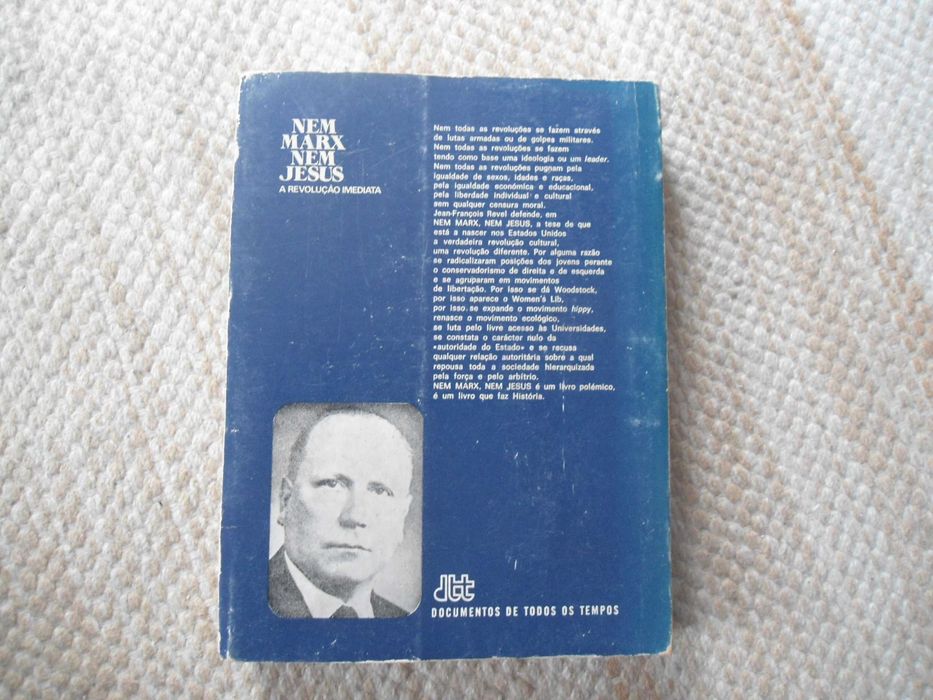 NEM
MARX
NEM
JESUS
A REVOLUÇÃO IMEDIATA
Nem todas as revoluções se fazem através
de lutas armadas ou de golpes militares.
Nem todas as revoluções se fazem
tendo como base uma ideologia ou um leader.
Nem todas as revoluções pugnam pela
igualdade de sexos, idades e raças,
pela igualdade económica e educacional,
pela liberdade individual e cultural
sem qualquer censura moral.
Jean-François Revel defende, em
NEM MARX, NEM JESUS, a tese de que
está a nascer nos Estados Unidos
a verdadeira revolução cultural,
uma revolução diferente. Por alguma razão
se radicalizaram posições dos jovens perante
o conservadorismo de direita e de esquerda
e se agruparam em movimentos
de libertação. Por isso se dá Woodstock,
por isso aparece o Women's Lib,
por isso se expande o movimento hippy,
renasce o movimento ecológico,
se luta pelo livre acesso às Universidades,
se constata o carácter nulo da
«autoridade do Estado» e se recusa
qualquer relação autoritária sobre a qual
repousa toda a sociedade hierarquizada
pela força e pelo arbítrio.
NEM MARX, NEM JESUS é um livro polémico,
é um livro que faz História.
dtt
DOCUMENTOS DE TODOS OS TEMPOS